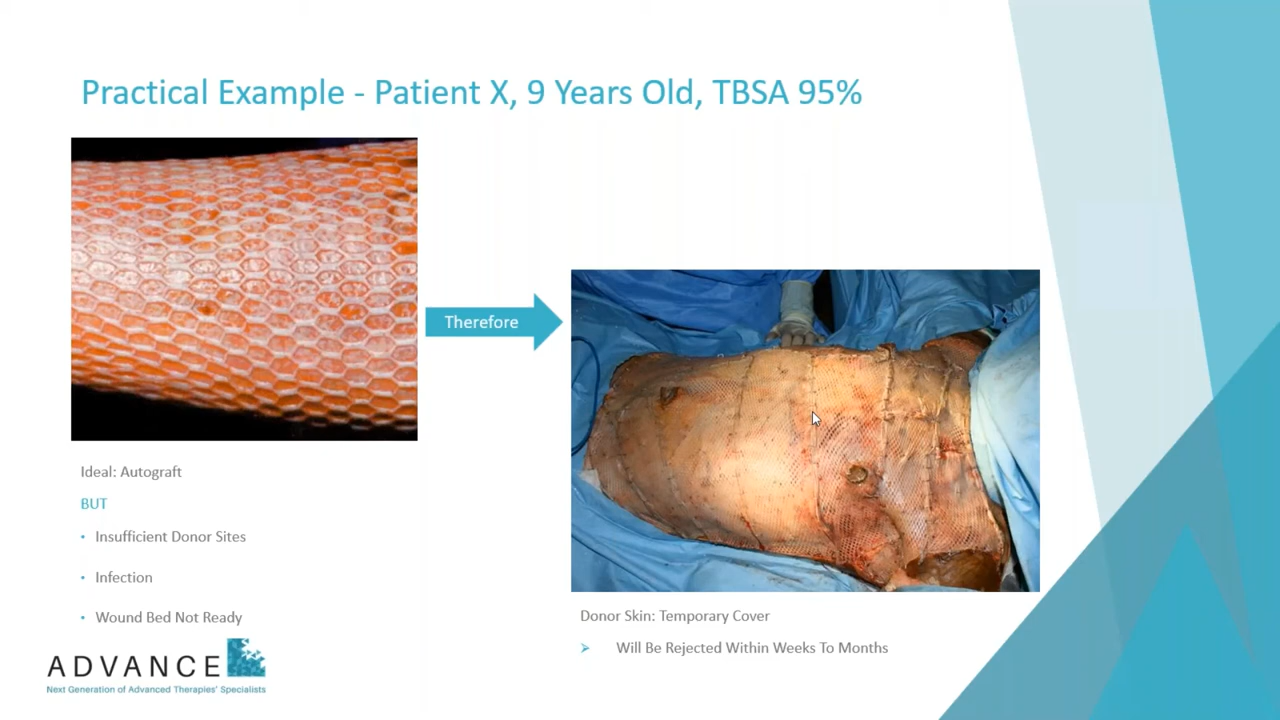 Practical Example - Patient X, 9 Years Old, TBSA 95%
Therefore
Ideal: Autograft
BUT
• Insufficient Donor Sites
• Infection
• Wound Bed Not Ready
Donor Skin: Temporary Cover
➢ Will Be Rejected Within Weeks To Months
ADVANCE
Next Generation of Advanced Therapies' Specialists